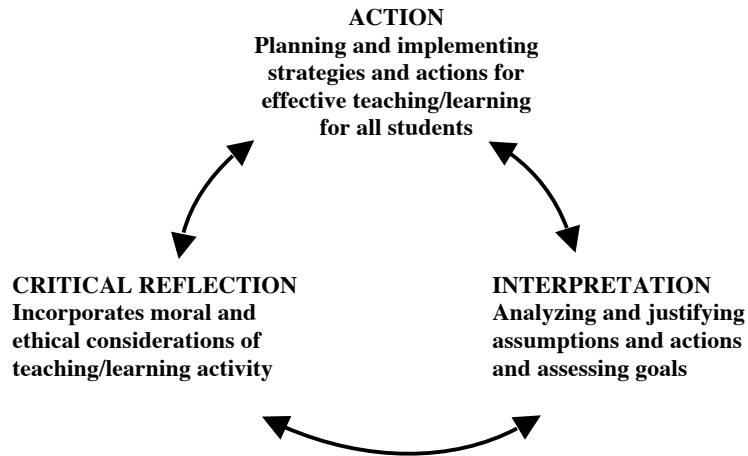 ACTION
Planning and implementing
strategies and actions for
effective teaching/learning
for all students
CRITICAL REFLECTION
Incorporates moral and
ethical considerations of
teaching/learning activity
INTERPRETATION
Analyzing and justifying
assumptions and actions
and assessing goals